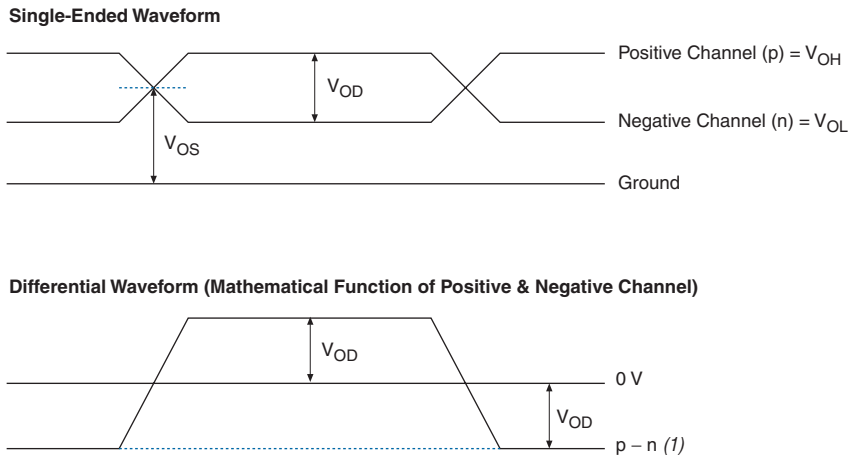 Single-Ended Waveform
Positive Channel (p) = VOH
VOD
Negative Channel (n) = VOL
VOS
Ground
Differential Waveform (Mathematical Function of Positive & Negative Channel)
VOD
0 V
VOD
p – n (1)